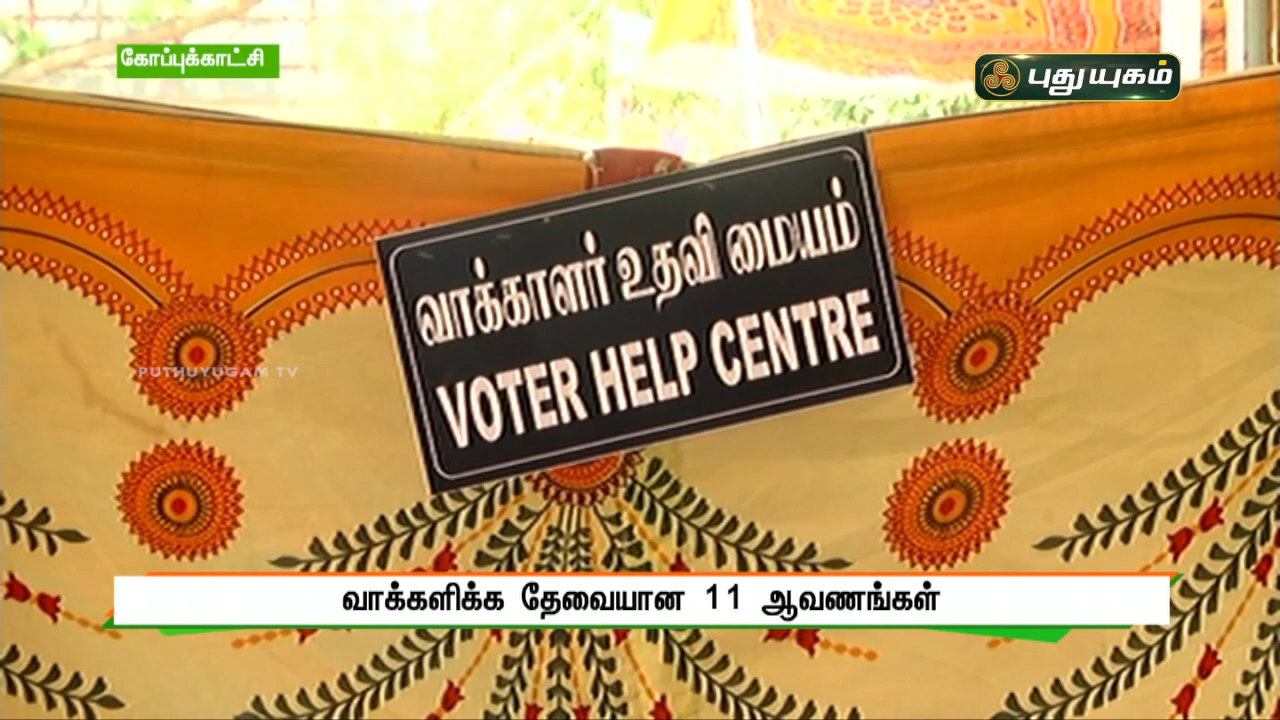 கோப்புக்காட்சி
புதுயுகம்
வாக்காளர் உதவி மையம்
VOTER HELP CENTRE
PUTHUYUGAM TV
வாக்களிக்க தேவையான 11 ஆவணங்கள்